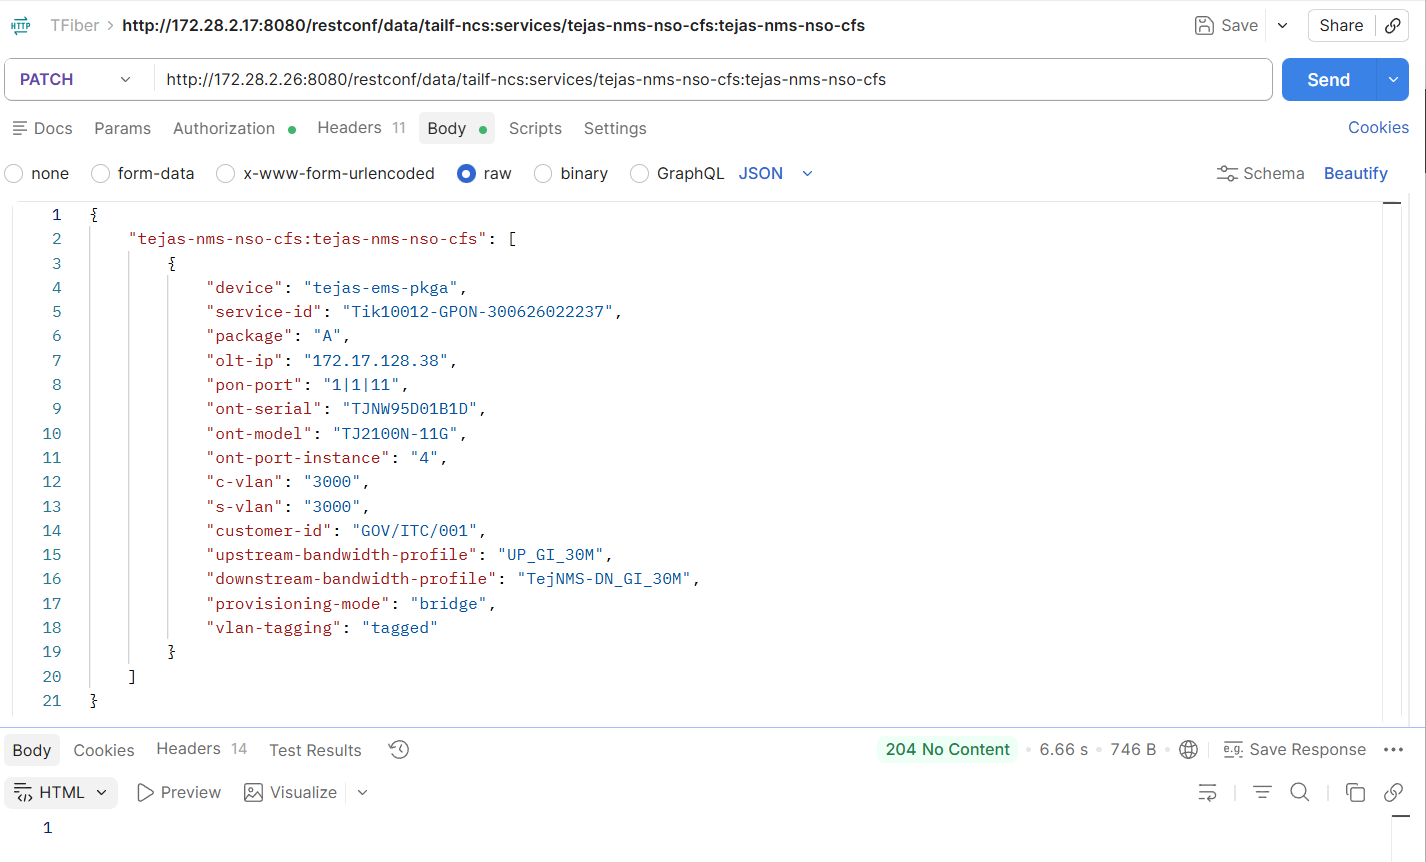 HTTP TFiber > http://172.28.2.17:8080/restconf/data/tailf-ncs:services/tejas-nms-nso-cfs:tejas-nms-nso-cfs Save Share
PATCH http://172.28.2.26:8080/restconf/data/tailf-ncs:services/tejas-nms-nso-cfs:tejas-nms-nso-cfs Send
Docs Params Authorization Headers 11 Body Scripts Settings Cookies
none form-data x-www-form-urlencoded raw binary GraphQL JSON Schema Beautify
1 {
2 "tejas-nms-nso-cfs:tejas-nms-nso-cfs": [
3 {
4 "device": "tejas-ems-pkga",
5 "service-id": "Tik10012-GPON-300626022237",
6 "package": "A",
7 "olt-ip": "172.17.128.38",
8 "pon-port": "1|1|11",
9 "ont-serial": "TJNW95D01B1D",
10 "ont-model": "TJ2100N-11G",
11 "ont-port-instance": "4",
12 "c-vlan": "3000",
13 "s-vlan": "3000",
14 "customer-id": "GOV/ITC/001",
15 "upstream-bandwidth-profile": "UP_GI_30M",
16 "downstream-bandwidth-profile": "TejNMS-DN_GI_30M",
17 "provisioning-mode": "bridge",
18 "vlan-tagging": "tagged"
19 }
20 ]
21 }
Body Cookies Headers 14 Test Results 204 No Content • 6.66 s • 746 B • e.g. Save Response
HTML Preview Visualize
1